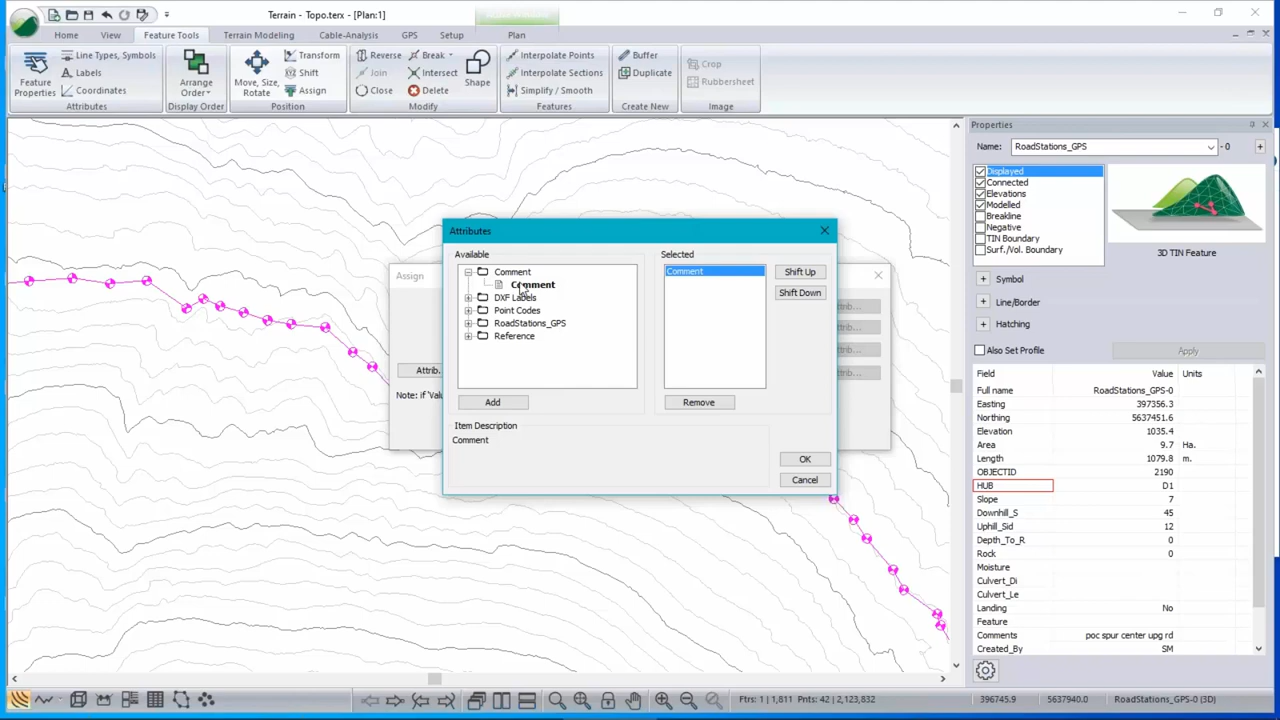 Terrain - Topo.terx - [Plan:1]
Home View Feature Tools Terrain Modeling Cable-Analysis GPS Setup Plan
Feature Properties
Line Types, Symbols
Labels
Coordinates
Attributes
Arrange Order
Display Order
Move, Size, Rotate
Transform
Shift
Assign
Position
Reverse
Join
Close
Break
Intersect
Delete
Shape
Modify
Interpolate Points
Interpolate Sections
Simplify / Smooth
Features
Buffer
Duplicate
Create New
Crop
Rubbersheet
Image
Properties
Name: RoadStations_GPS - 0
Displayed
Connected
Elevations
Modelled
Breakline
Negative
TIN Boundary
Surf./Vol. Boundary
3D TIN Feature
Symbol
Line/Border
Hatching
Also Set Profile
Apply
Field Value Units
Full name RoadStations_GPS-0
Easting 397356.3
Northing 5637451.6
Elevation 1035.4
Area 9.7 Ha.
Length 1079.8 m.
OBJECTID 2190
HUB D1
Slope 7
Downhill_S 45
Uphill_Sid 12
Depth_To_R 0
Rock 0
Moisture
Culvert_Di
Culvert_Le
Landing No
Feature
Comments poc spur center upg rd
Created_By SM
Assign
Attrib.
Note: if 'Valu
Attributes
Available
Comment
Comment
DXF Labels
Point Codes
RoadStations_GPS
Reference
Add
Selected
Comment
Shift Up
Shift Down
Remove
Item Description
Comment
OK
Cancel
Ftrs: 1 | 1,811 Pnts: 42 | 2,123,832
396745.9 5637940.0 RoadStations_GPS-0 (3D)